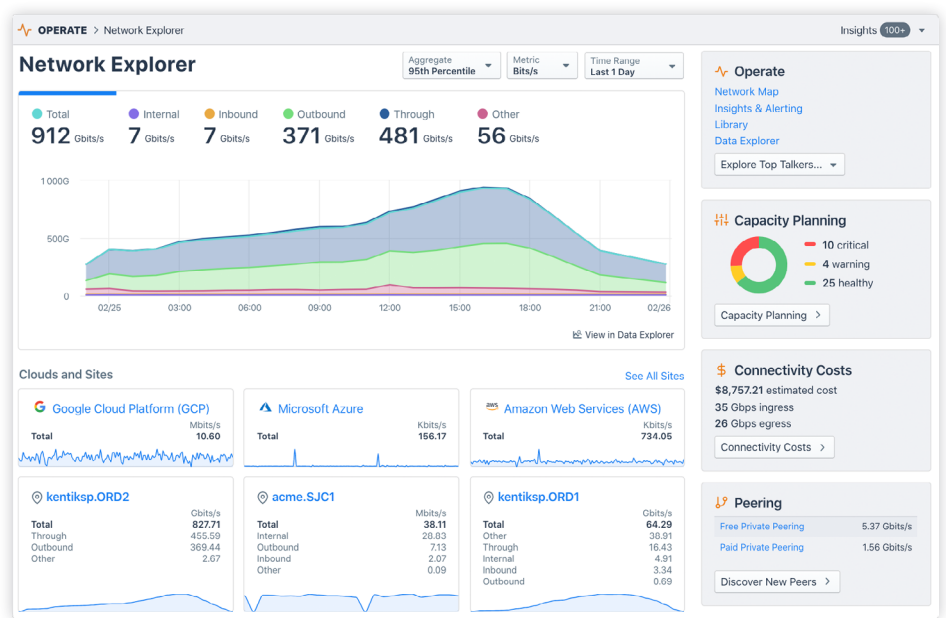 OPERATE > Network Explorer
Insights 100+
Network Explorer
Aggregate
95th Percentile
Metric
Bits/s
Time Range
Last 1 Day
Total
912 Gbits/s
Internal
7 Gbits/s
Inbound
7 Gbits/s
Outbound
371 Gbits/s
Through
481 Gbits/s
Other
56 Gbits/s
1000G
500G
0
02/25 03:00 06:00 09:00 12:00 15:00 18:00 21:00 02/26
View in Data Explorer
Clouds and Sites
See All Sites
Google Cloud Platform (GCP)
Mbits/s
Total 10.60
Microsoft Azure
Kbits/s
Total 156.17
aws Amazon Web Services (AWS)
Kbits/s
Total 734.05
kentiksp.ORD2
Gbits/s
Total 827.71
Through 455.59
Outbound 369.44
Other 2.67
acme.SJC1
Mbits/s
Total 38.11
Internal 28.83
Outbound 7.13
Inbound 2.07
Other 0.09
kentiksp.ORD1
Gbits/s
Total 64.29
Other 38.91
Through 16.43
Internal 4.91
Inbound 3.34
Outbound 0.69
Operate
Network Map
Insights & Alerting
Library
Data Explorer
Explore Top Talkers...
Capacity Planning
10 critical
4 warning
25 healthy
Capacity Planning >
$ Connectivity Costs
$8,757.21 estimated cost
35 Gbps ingress
26 Gbps egress
Connectivity Costs >
Peering
Free Private Peering 5.37 Gbits/s
Paid Private Peering 1.56 Gbits/s
Discover New Peers >